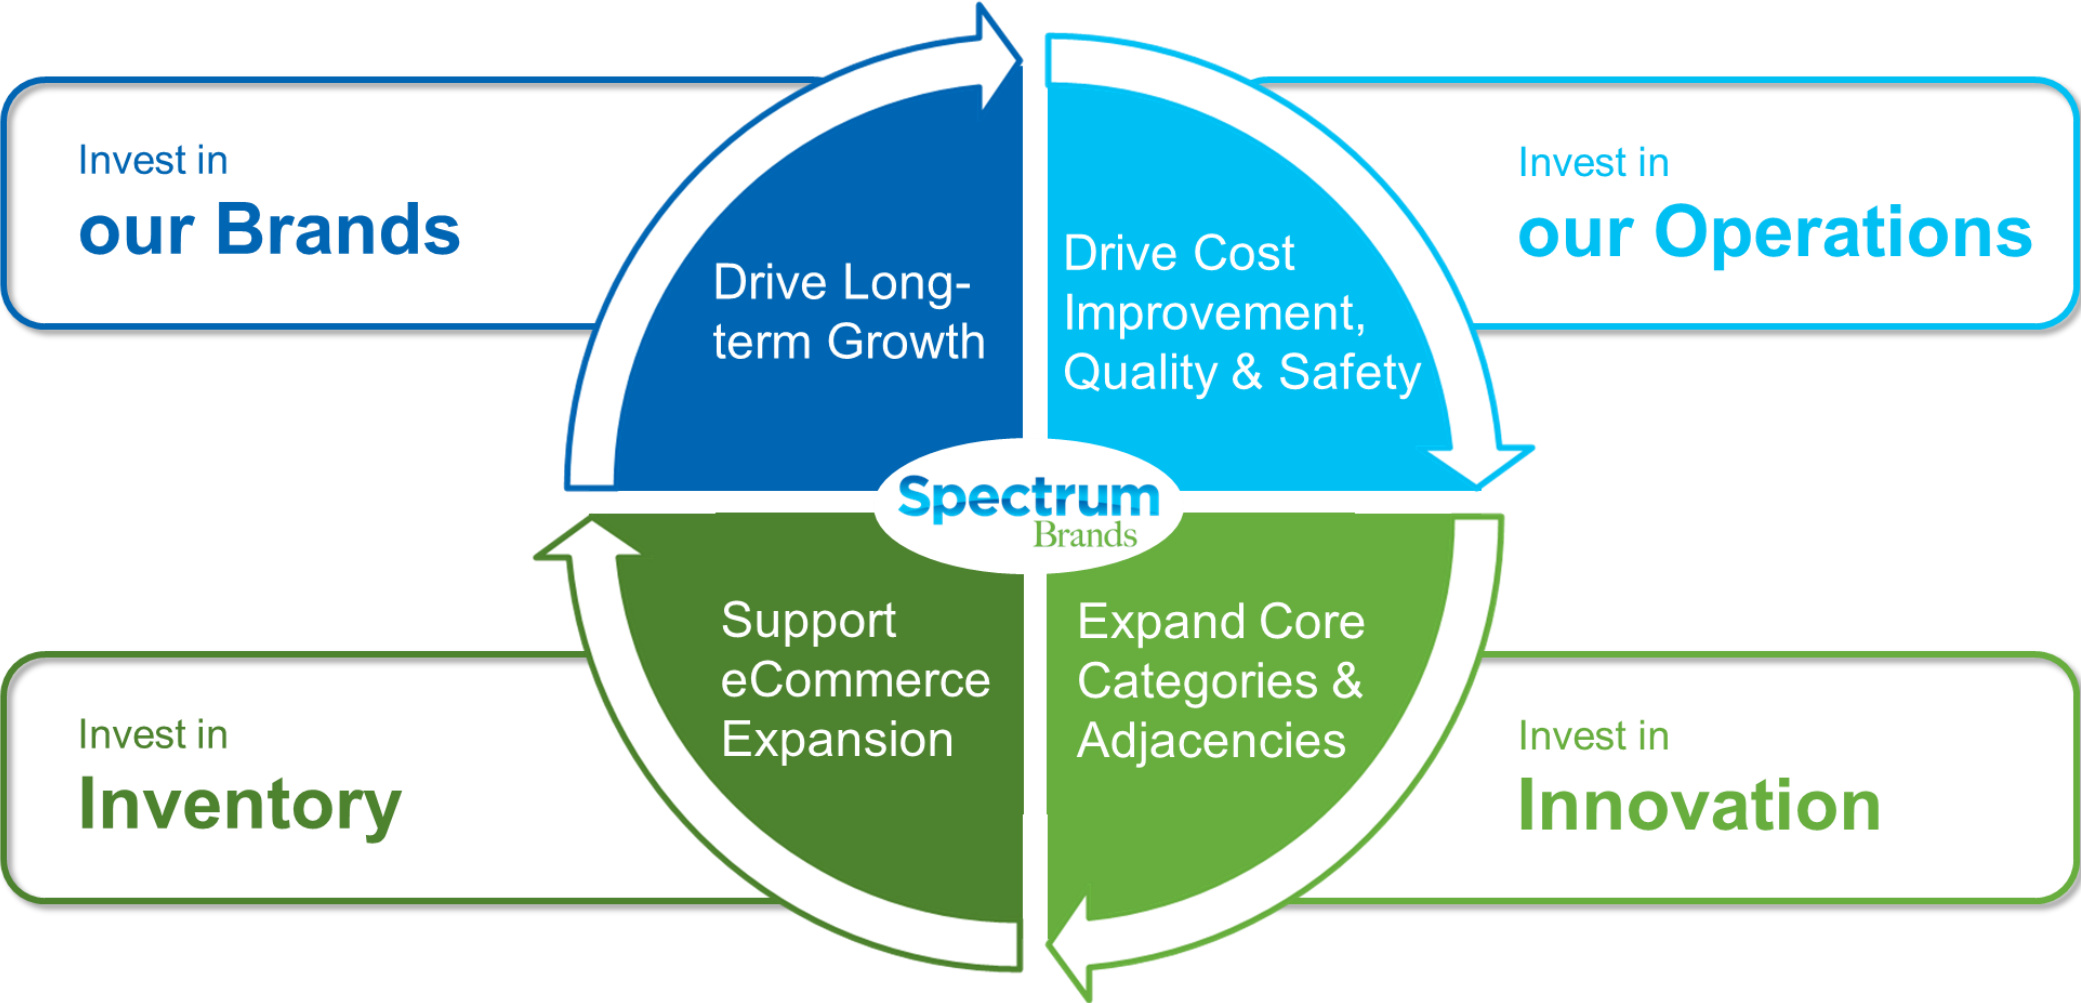 Invest in
our Brands
Drive Long-
term Growth
Drive Cost
Improvement,
Quality & Safety
Invest in
our Operations
Spectrum
Brands
Invest in
Inventory
Support
eCommerce
Expansion
Expand Core
Categories &
Adjacencies
Invest in
Innovation